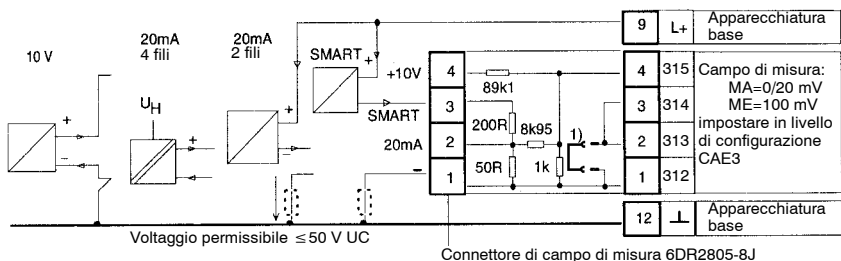 10 V
20mA
4 fili
20mA
2 fili
SMART
+
+10V
SMART
20mA
−
U_H
+
−
+
−
+
−
4
3
2
1
89k1
200R
8k95
50R
1k
1)
9 L+ Apparecchiatura base
4 315
3 314
2 313
1 312
Campo di misura:
MA=0/20 mV
ME=100 mV
impostare in livello
di configurazione
CAE3
12 ⊥ Apparecchiatura base
Voltaggio permissibile ≤50 V UC
Connettore di campo di misura 6DR2805-8J